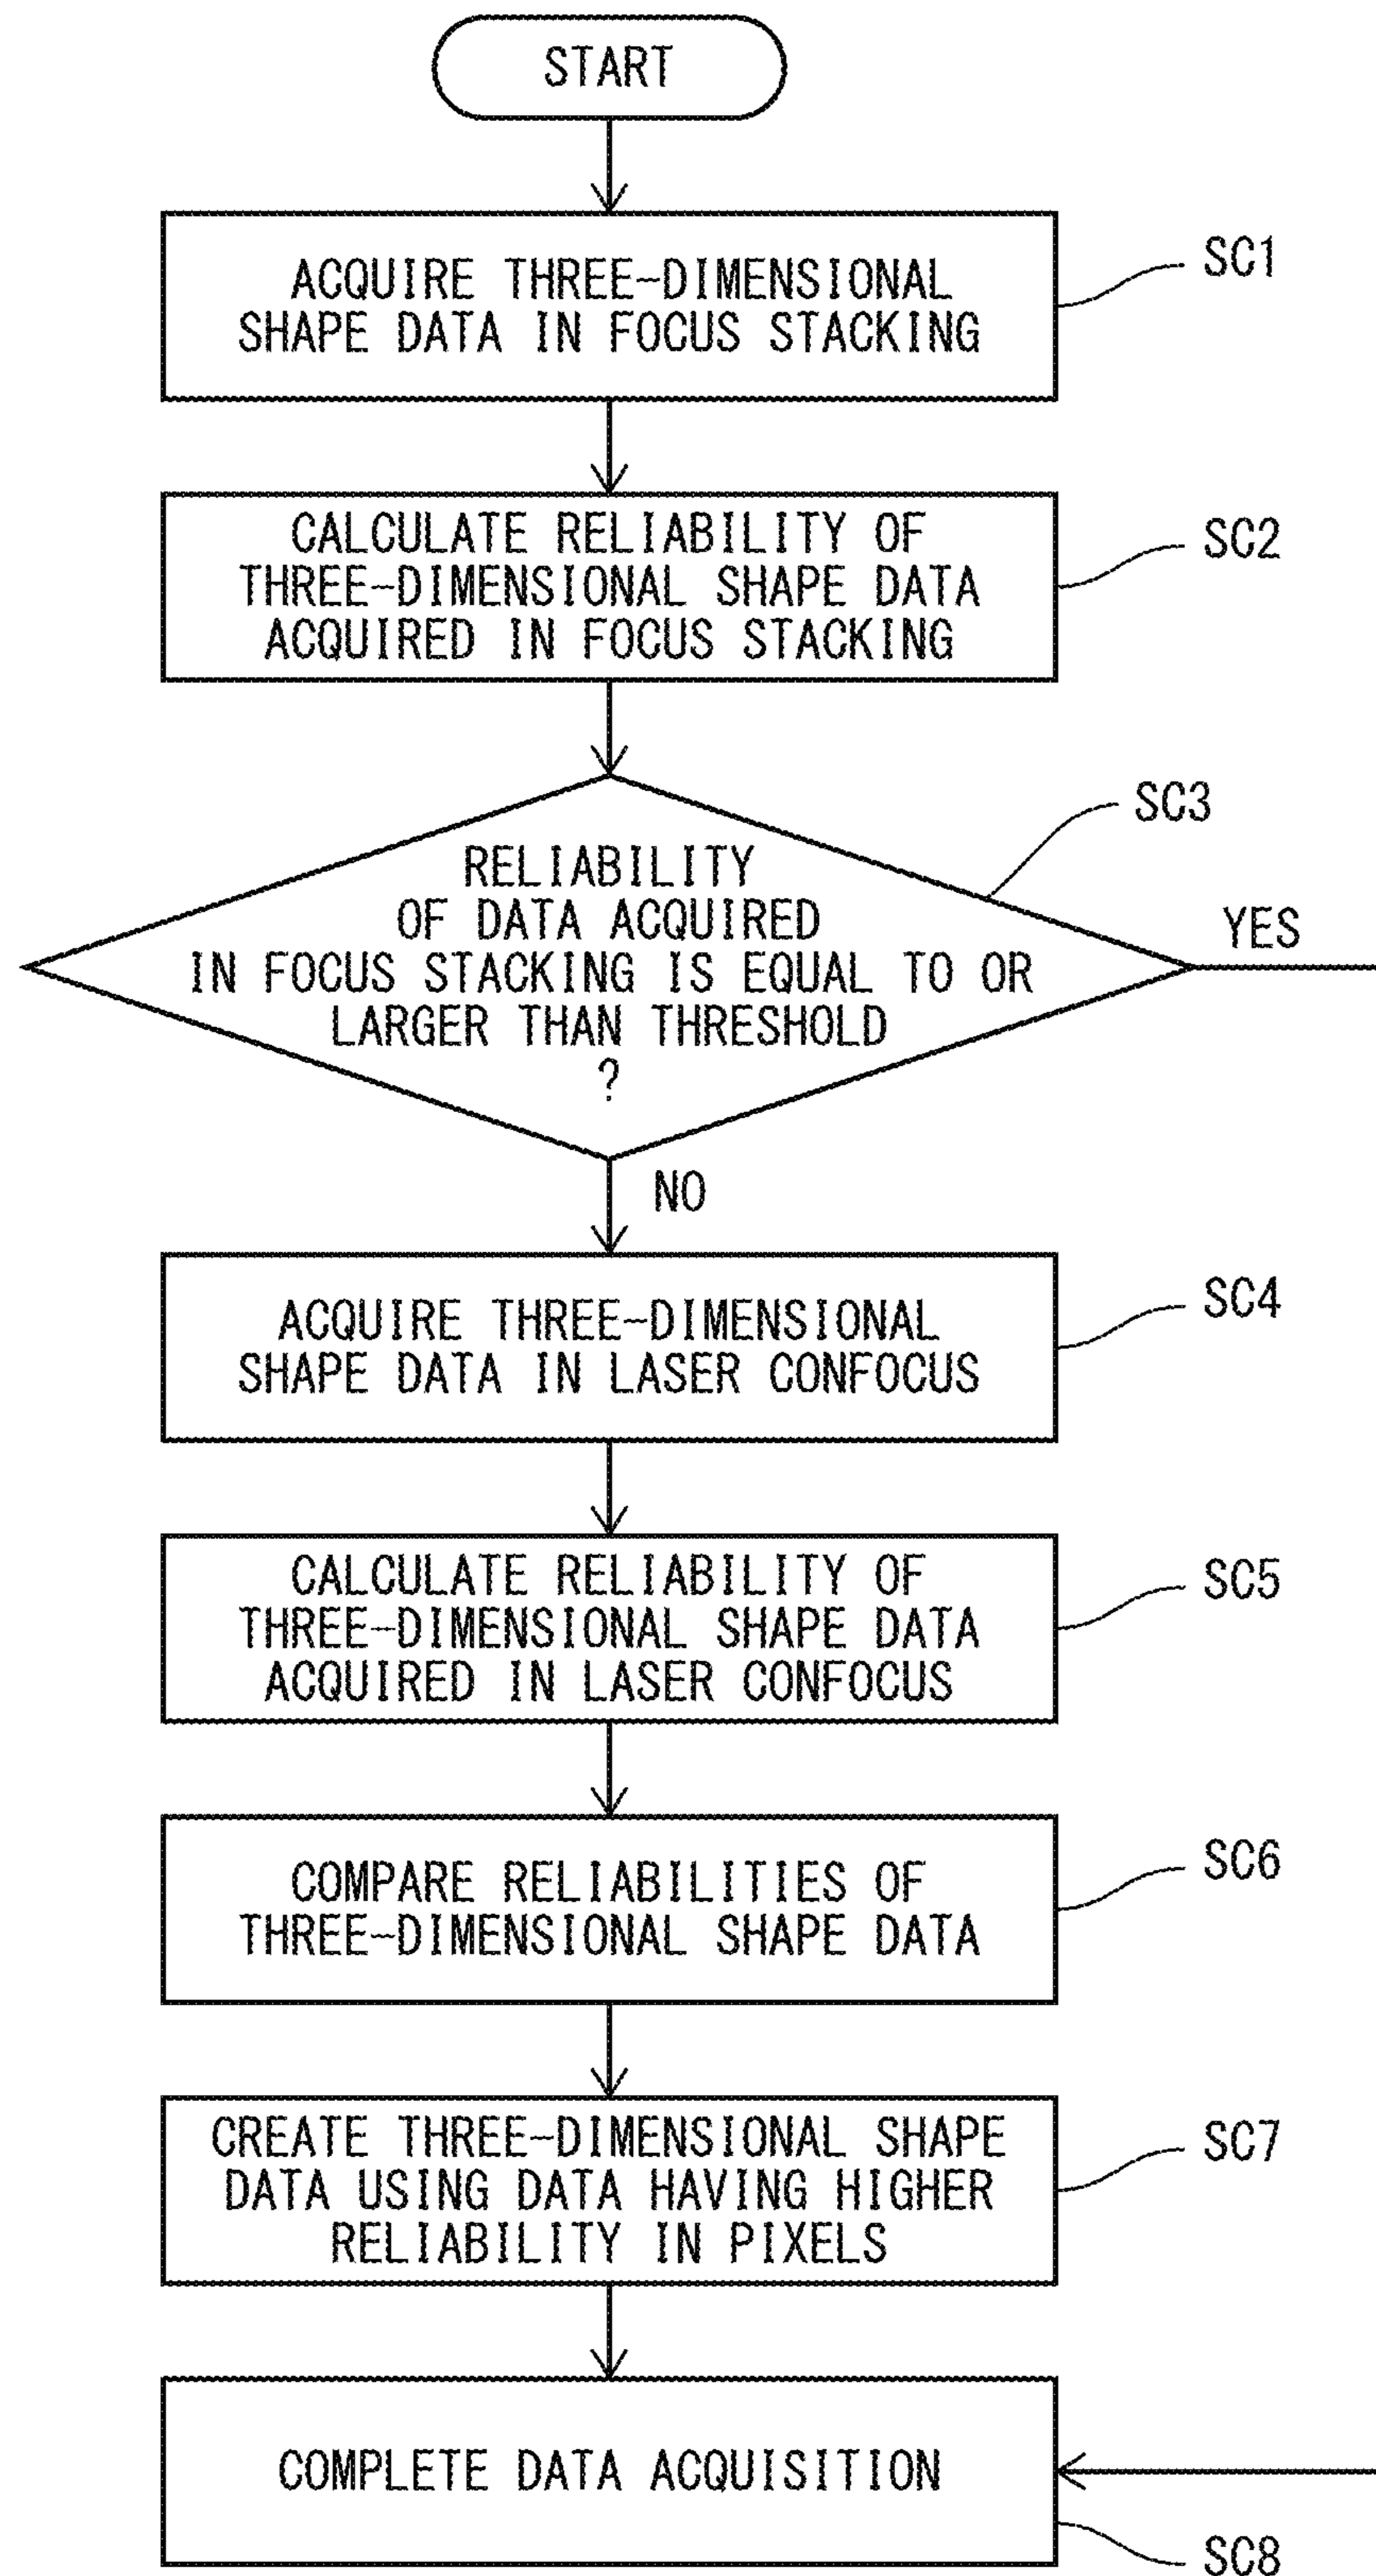 START
ACQUIRE THREE-DIMENSIONAL
SHAPE DATA IN FOCUS STACKING
SC1
CALCULATE RELIABILITY OF
THREE-DIMENSIONAL SHAPE DATA
ACQUIRED IN FOCUS STACKING
SC2
SC3
RELIABILITY
OF DATA ACQUIRED
IN FOCUS STACKING IS EQUAL TO OR
LARGER THAN THRESHOLD
?
YES
NO
ACQUIRE THREE-DIMENSIONAL
SHAPE DATA IN LASER CONFOCUS
SC4
CALCULATE RELIABILITY OF
THREE-DIMENSIONAL SHAPE DATA
ACQUIRED IN LASER CONFOCUS
SC5
COMPARE RELIABILITIES OF
THREE-DIMENSIONAL SHAPE DATA
SC6
CREATE THREE-DIMENSIONAL SHAPE
DATA USING DATA HAVING HIGHER
RELIABILITY IN PIXELS
SC7
COMPLETE DATA ACQUISITION
SC8